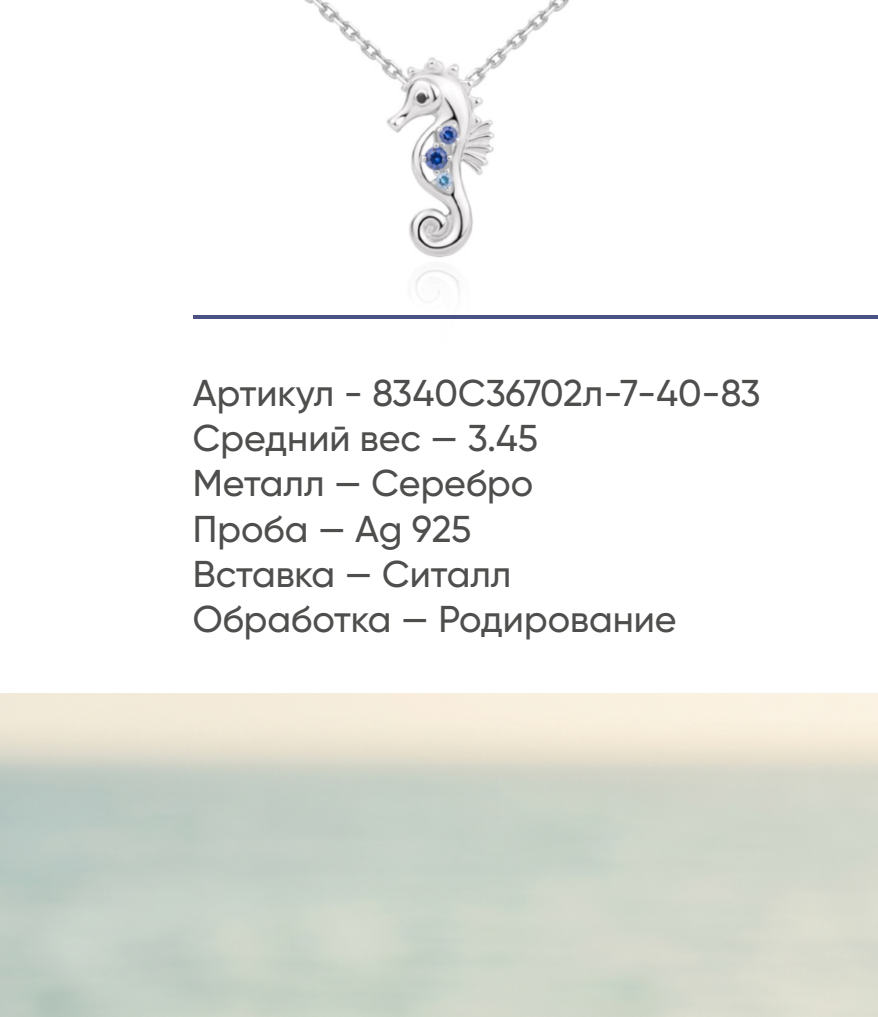 Артикул - 8340С36702л-7-40-83
Средний вес — 3.45
Металл — Серебро
Проба — Ag 925
Вставка — Ситалл
Обработка — Родирование